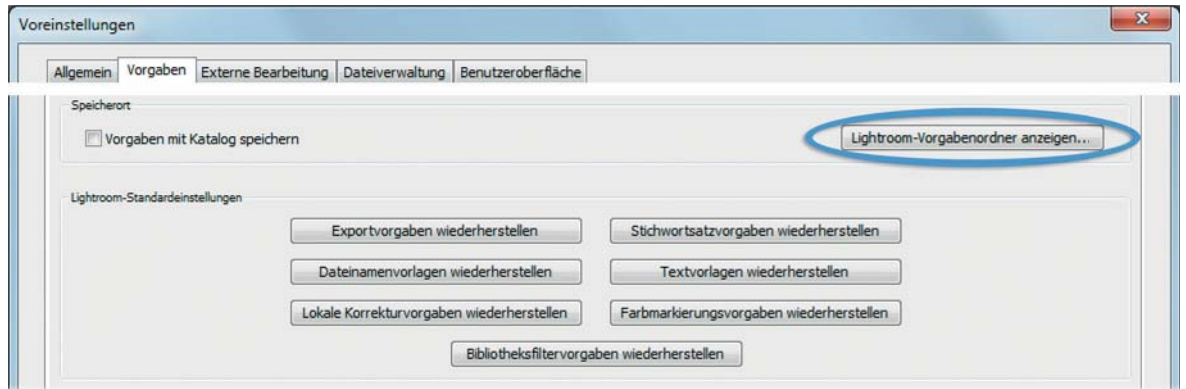 Voreinstellungen
Allgemein Vorgaben Externe Bearbeitung Dateiverwaltung Benutzeroberfläche
Speicherort
Vorgaben mit Katalog speichern Lightroom-Vorgabenordner anzeigen...
Lightroom-Standardeinstellungen
Exportvorgaben wiederherstellen Stichwortsatzvorgaben wiederherstellen
Dateinamenvorlagen wiederherstellen Textvorlagen wiederherstellen
Lokale Korrekturvorgaben wiederherstellen Farbmarkierungsvorgaben wiederherstellen
Bibliotheksfiltervorgaben wiederherstellen